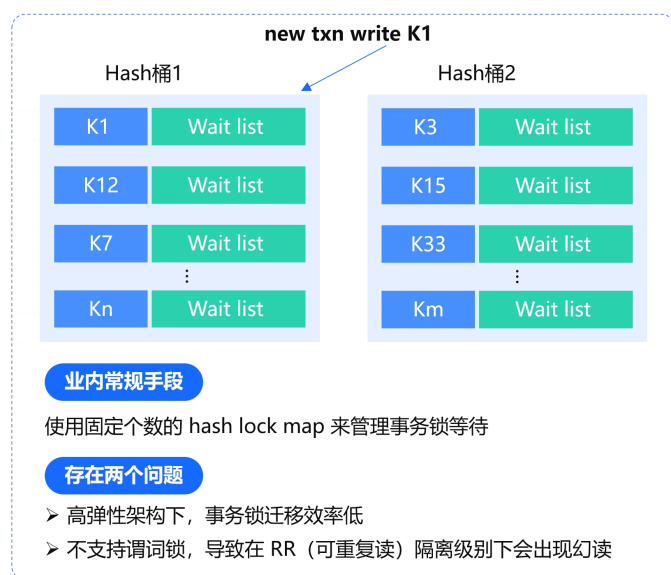 new txn write K1
Hash桶1
Hash桶2
K1 Wait list
K3 Wait list
K12 Wait list
K15 Wait list
K7 Wait list
K33 Wait list
⋮
⋮
Kn Wait list
Km Wait list
业内常规手段
使用固定个数的 hash lock map 来管理事务锁等待
存在两个问题
➤ 高弹性架构下，事务锁迁移效率低
➤ 不支持谓词锁，导致在 RR（可重复读）隔离级别下会出现幻读